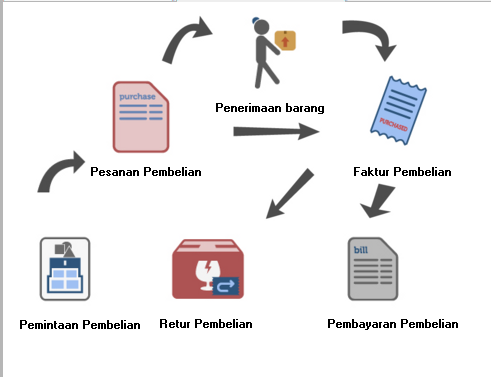 Penerimaan barang
purchase
PURCHASED
Pesanan Pembelian
Faktur Pembelian
bill
Pemintaan Pembelian
Retur Pembelian
Pembayaran Pembelian